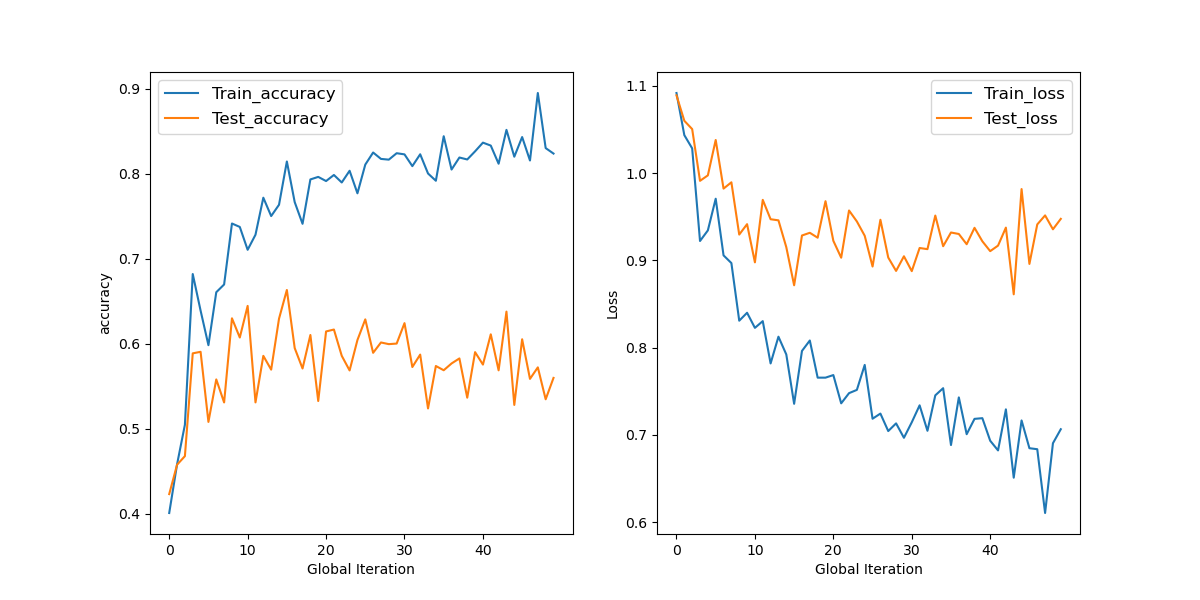 0.9
0.8
0.7
0.6
0.5
0.4
accuracy
0 10 20 30 40
Global Iteration
Train_accuracy
Test_accuracy
1.1
1.0
0.9
0.8
0.7
0.6
Loss
0 10 20 30 40
Global Iteration
Train_loss
Test_loss